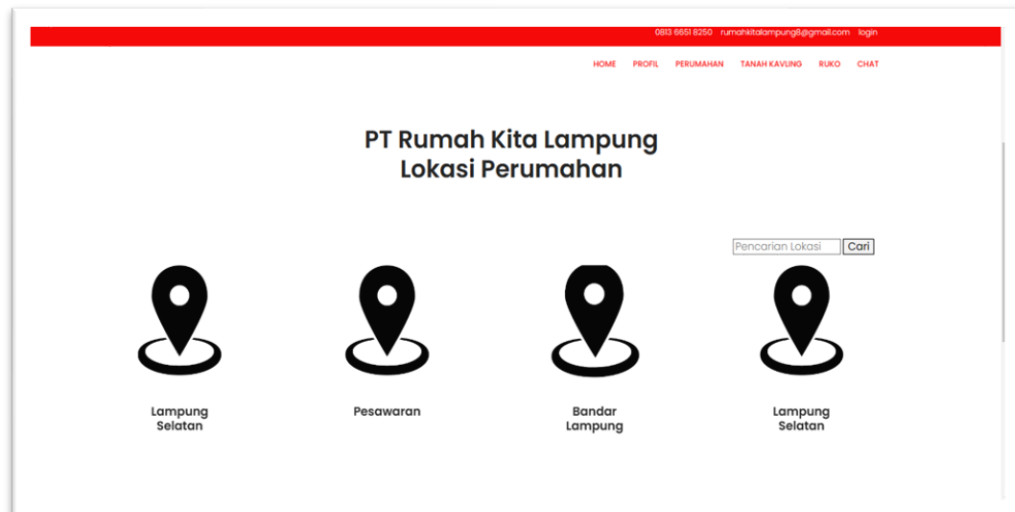 0813 6651 8250 rumahkitalampung8@gmail.com login
HOME PROFIL PERUMAHAN TANAH KAVLING RUKO CHAT
PT Rumah Kita Lampung
Lokasi Perumahan
Pencarian Lokasi Cari
Lampung
Selatan
Pesawaran
Bandar
Lampung
Lampung
Selatan